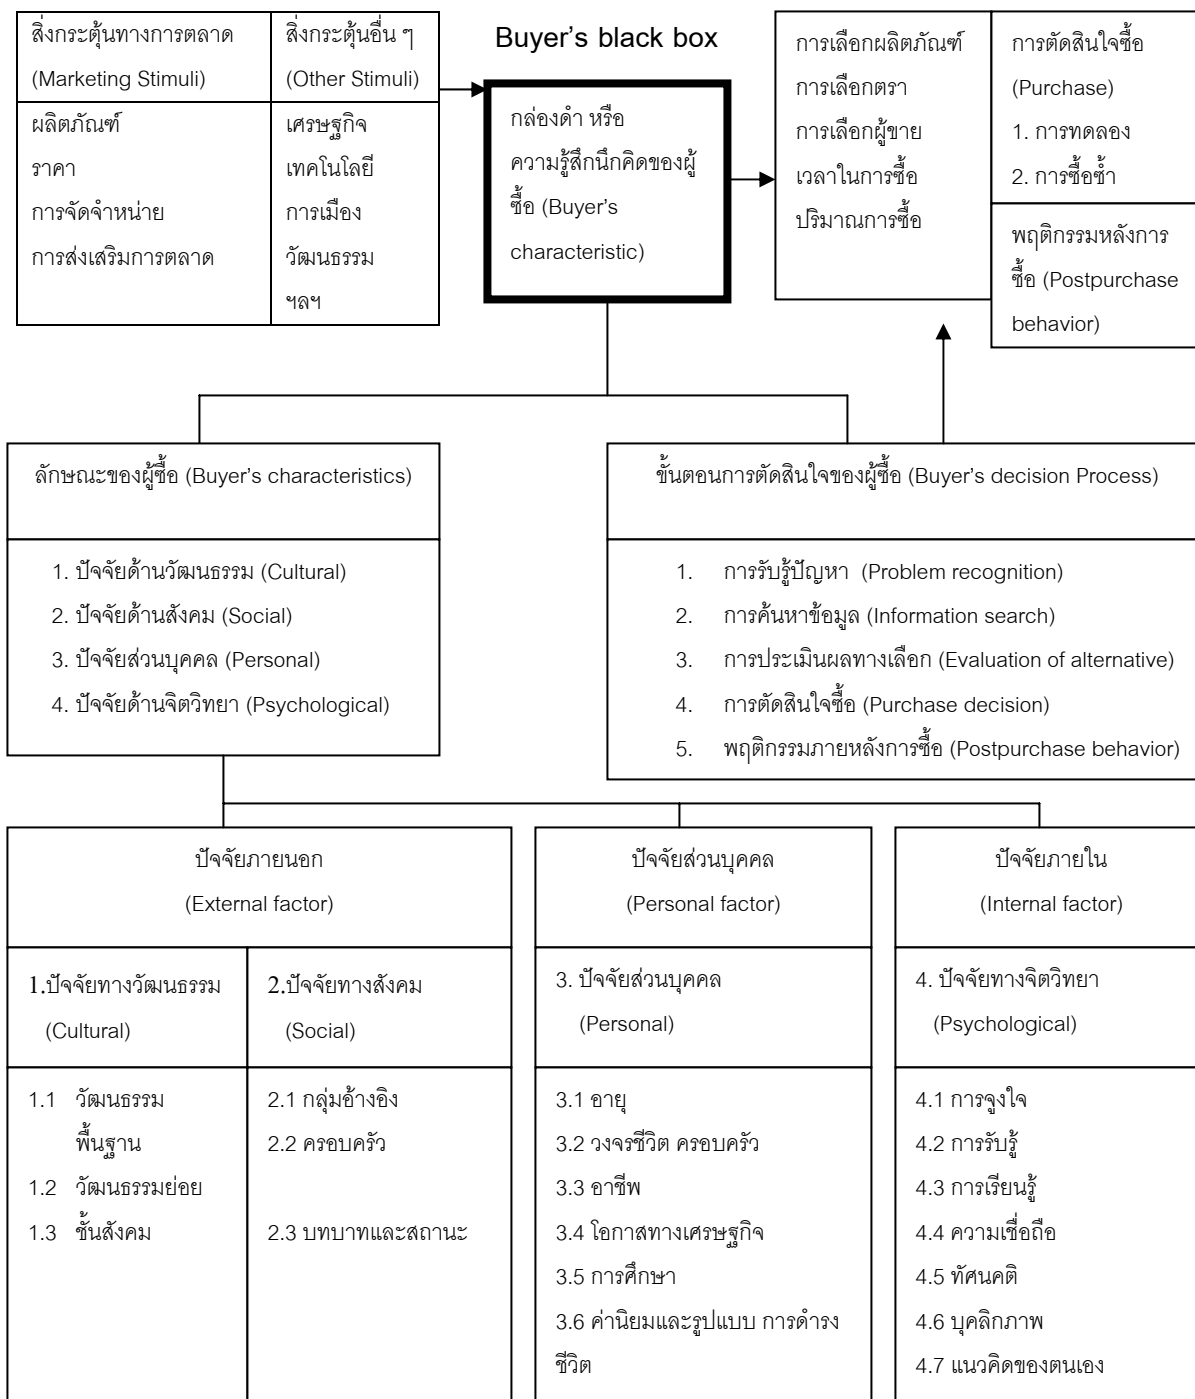 สิ่งกระตุ้นทางการตลาด
(Marketing Stimuli)
สิ่งกระตุ้นอื่น ๆ
(Other Stimuli)
ผลิตภัณฑ์
ราคา
การจัดจำหน่าย
การส่งเสริมการตลาด
เศรษฐกิจ
เทคโนโลยี
การเมือง
วัฒนธรรม
ฯลฯ
Buyer's black box
กล่องดำ หรือ
ความรู้สึกนึกคิดของผู้
ซื้อ (Buyer's
characteristic)
การเลือกผลิตภัณฑ์
การเลือกตรา
การเลือกผู้ขาย
เวลาในการซื้อ
ปริมาณการซื้อ
การตัดสินใจซื้อ
(Purchase)
1. การทดลอง
2. การซื้อซ้ำ
พฤติกรรมหลังการ
ซื้อ (Postpurchase
behavior)
ลักษณะของผู้ซื้อ (Buyer's characteristics)
1. ปัจจัยด้านวัฒนธรรม (Cultural)
2. ปัจจัยด้านสังคม (Social)
3. ปัจจัยส่วนบุคคล (Personal)
4. ปัจจัยด้านจิตวิทยา (Psychological)
ขั้นตอนการตัดสินใจของผู้ซื้อ (Buyer's decision Process)
1. การรับรู้ปัญหา (Problem recognition)
2. การค้นหาข้อมูล (Information search)
3. การประเมินผลทางเลือก (Evaluation of alternative)
4. การตัดสินใจซื้อ (Purchase decision)
5. พฤติกรรมภายหลังการซื้อ (Postpurchase behavior)
ปัจจัยภายนอก
(External factor)
1.ปัจจัยทางวัฒนธรรม
(Cultural)
2.ปัจจัยทางสังคม
(Social)
1.1 วัฒนธรรม
พื้นฐาน
1.2 วัฒนธรรมย่อย
1.3 ชั้นสังคม
2.1 กลุ่มอ้างอิง
2.2 ครอบครัว
2.3 บทบาทและสถานะ
ปัจจัยส่วนบุคคล
(Personal factor)
3. ปัจจัยส่วนบุคคล
(Personal)
3.1 อายุ
3.2 วงจรชีวิต ครอบครัว
3.3 อาชีพ
3.4 โอกาสทางเศรษฐกิจ
3.5 การศึกษา
3.6 ค่านิยมและรูปแบบ การดำรง
ชีวิต
ปัจจัยภายใน
(Internal factor)
4. ปัจจัยทางจิตวิทยา
(Psychological)
4.1 การจูงใจ
4.2 การรับรู้
4.3 การเรียนรู้
4.4 ความเชื่อถือ
4.5 ทัศนคติ
4.6 บุคลิกภาพ
4.7 แนวคิดของตนเอง